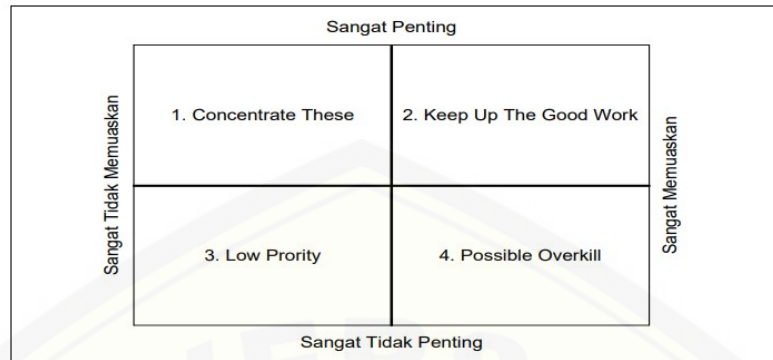 Sangat Penting
Sangat Tidak Memuaskan
1. Concentrate These
2. Keep Up The Good Work
Sangat Memuaskan
3. Low Prority
4. Possible Overkill
Sangat Tidak Penting